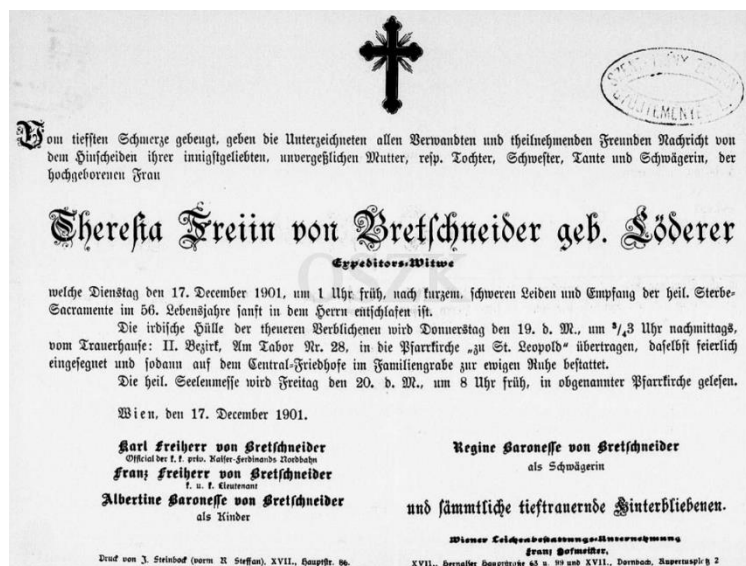 Vom tiefsten Schmerze gebeugt, geben die Unterzeichneten allen Verwandten und theilnehmenden Freunden Nachricht von
dem Hinscheiden ihrer innigstgeliebten, unvergeßlichen Mutter, resp. Tochter, Schwester, Tante und Schwägerin, der
hochgeborenen Frau
Theresia Freiin von Bretschneider geb. Löderer
Expeditors-Witwe
OSZK
welche Dienstag den 17. December 1901, um 1 Uhr früh, nach kurzem, schweren Leiden und Empfang der heil. Sterbe-
Sacramente im 56. Lebensjahre sanft in dem Herrn entschlafen ist.
Die irdische Hülle der theueren Verblichenen wird Donnerstag den 19. d. M., um ³/₄3 Uhr nachmittags,
vom Trauerhause: II. Bezirk, Am Tabor Nr. 28, in die Pfarrkirche „zu St. Leopold" übertragen, daselbst feierlich
eingesegnet und sodann auf dem Central-Friedhofe im Familiengrabe zur ewigen Ruhe bestattet.
Die heil. Seelenmesse wird Freitag den 20. d. M., um 8 Uhr früh, in obgenannter Pfarrkirche gelesen.
Wien, den 17. December 1901.
Karl Freiherr von Bretschneider
Official der k. k. priv. Kaiser-Ferdinands Nordbahn
Franz Freiherr von Bretschneider
k. u. k. Lieutenant
Albertine Baronesse von Bretschneider
als Kinder
Regine Baronesse von Bretschneider
als Schwägerin
und sämmtliche tieftrauernde Hinterbliebenen.
Wiener Leichenbestattungs-Unternehmung
Franz Hofmeister,
XVII., Hernalser Hauptstraße 63 u. 99 und XVII., Dornbach, Rupertusplatz 2
Druck von J. Steinbock (vorm R Steffan), XVII., Hauptstr. 86.